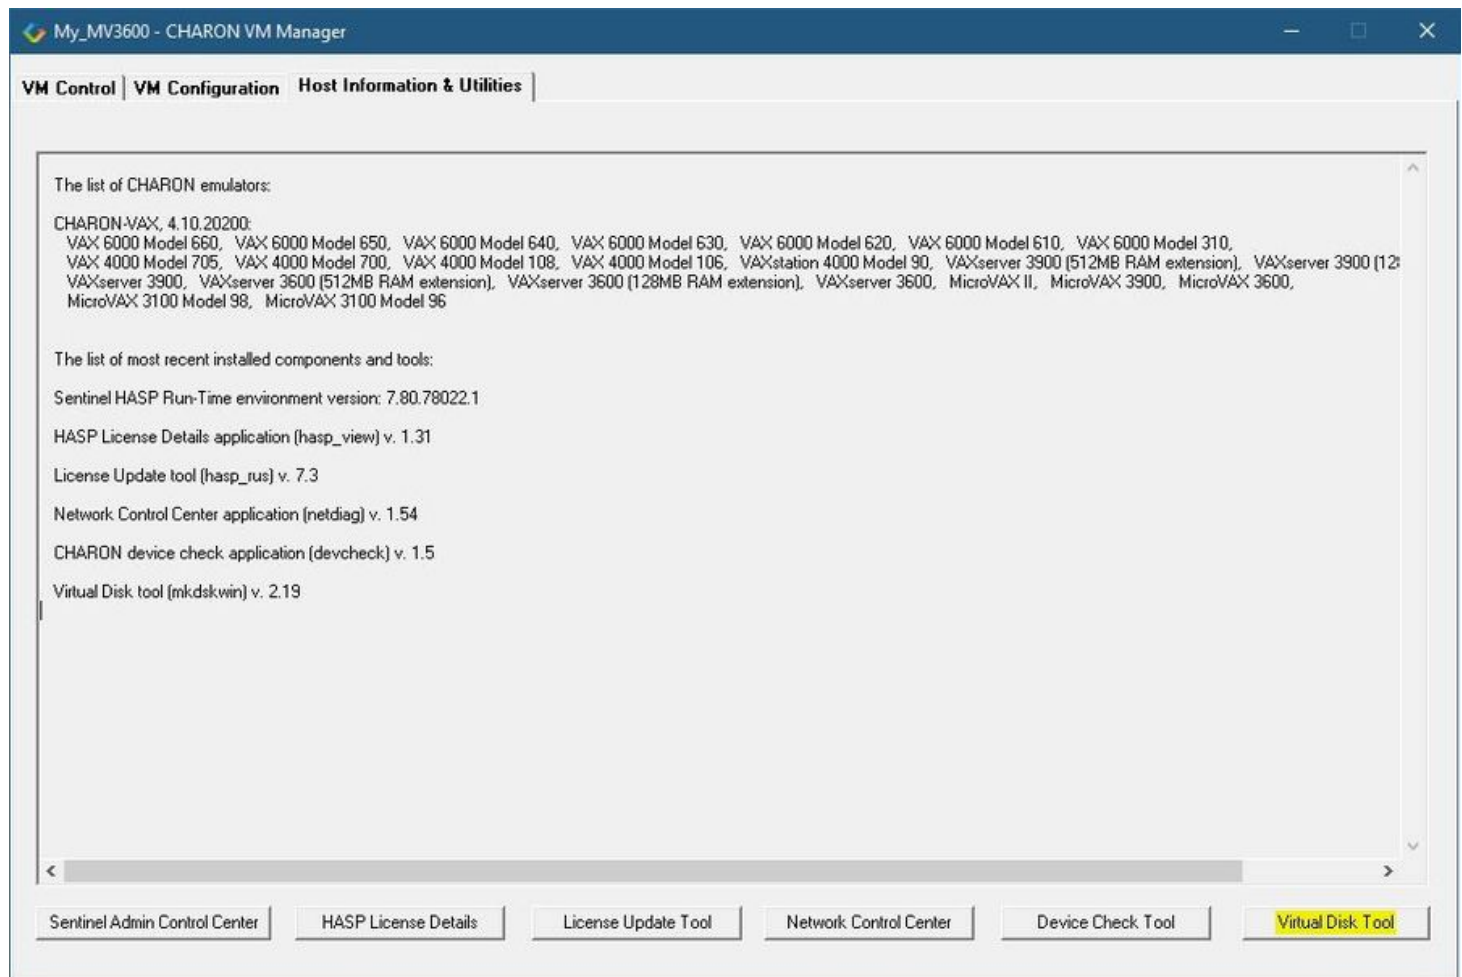 My_MV3600 - CHARON VM Manager
VM Control | VM Configuration Host Information & Utilities
The list of CHARON emulators:
CHARON-VAX, 4.10.20200:
VAX 6000 Model 660, VAX 6000 Model 650, VAX 6000 Model 640, VAX 6000 Model 630, VAX 6000 Model 620, VAX 6000 Model 610, VAX 6000 Model 310,
VAX 4000 Model 705, VAX 4000 Model 700, VAX 4000 Model 108, VAX 4000 Model 106, VAXstation 4000 Model 90, VAXserver 3900 (512MB RAM extension), VAXserver 3900 (12
VAXserver 3900, VAXserver 3600 (512MB RAM extension), VAXserver 3600 (128MB RAM extension), VAXserver 3600, MicroVAX II, MicroVAX 3900, MicroVAX 3600,
MicroVAX 3100 Model 98, MicroVAX 3100 Model 96
The list of most recent installed components and tools:
Sentinel HASP Run-Time environment version: 7.80.78022.1
HASP License Details application (hasp_view) v. 1.31
License Update tool (hasp_rus) v. 7.3
Network Control Center application (netdiag) v. 1.54
CHARON device check application (devcheck) v. 1.5
Virtual Disk tool (mkdskwin) v. 2.19
Sentinel Admin Control Center HASP License Details License Update Tool Network Control Center Device Check Tool Virtual Disk Tool